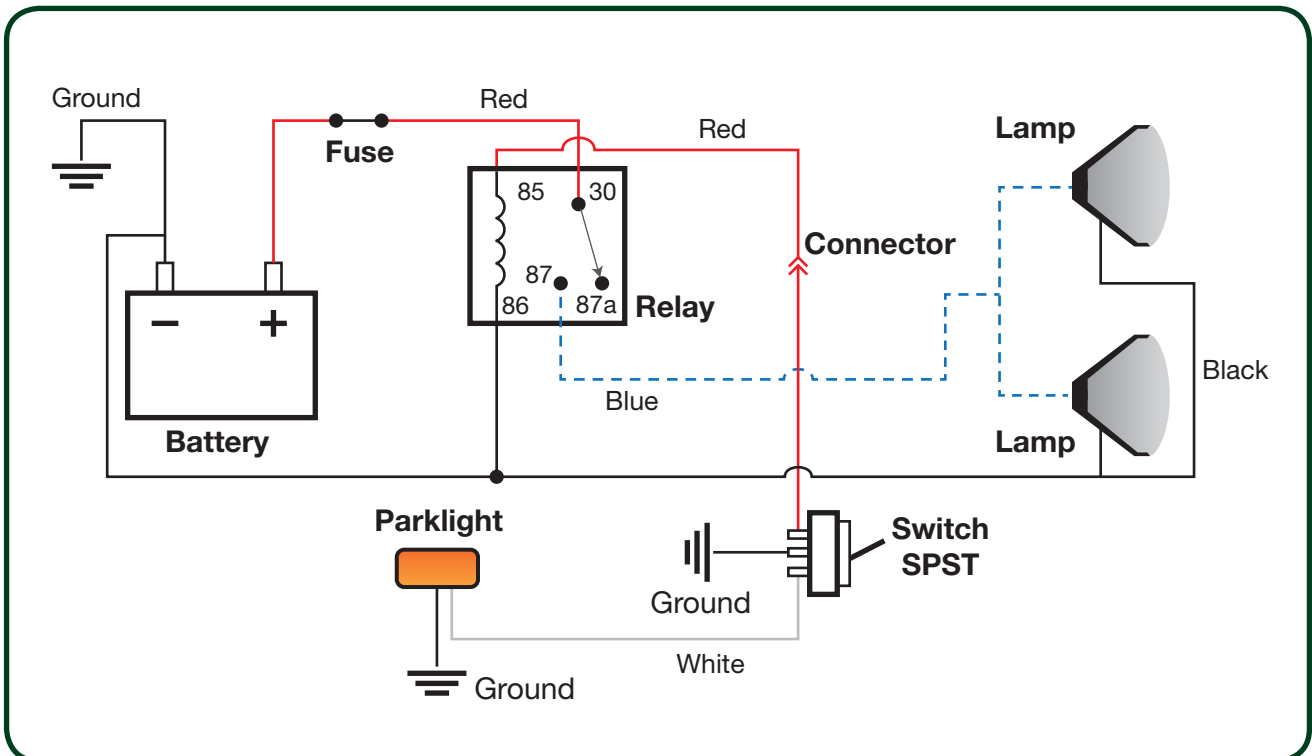 Ground
Red
Red
Lamp
Fuse
85
30
Connector
87
86
87a
Relay
−
+
Blue
Black
Battery
Lamp
Parklight
Switch
SPST
Ground
White
Ground